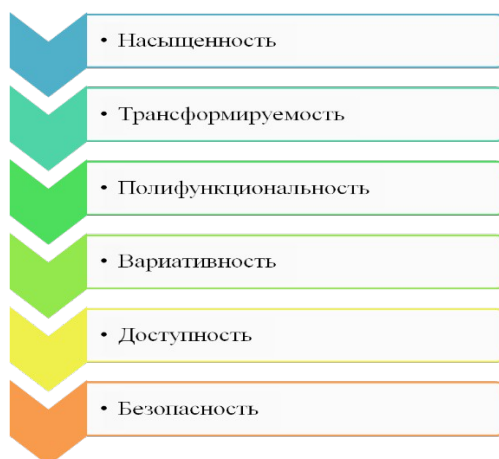 • Насыщенность
• Трансформируемость
• Полифункциональность
• Вариативность
• Доступность
• Безопасность